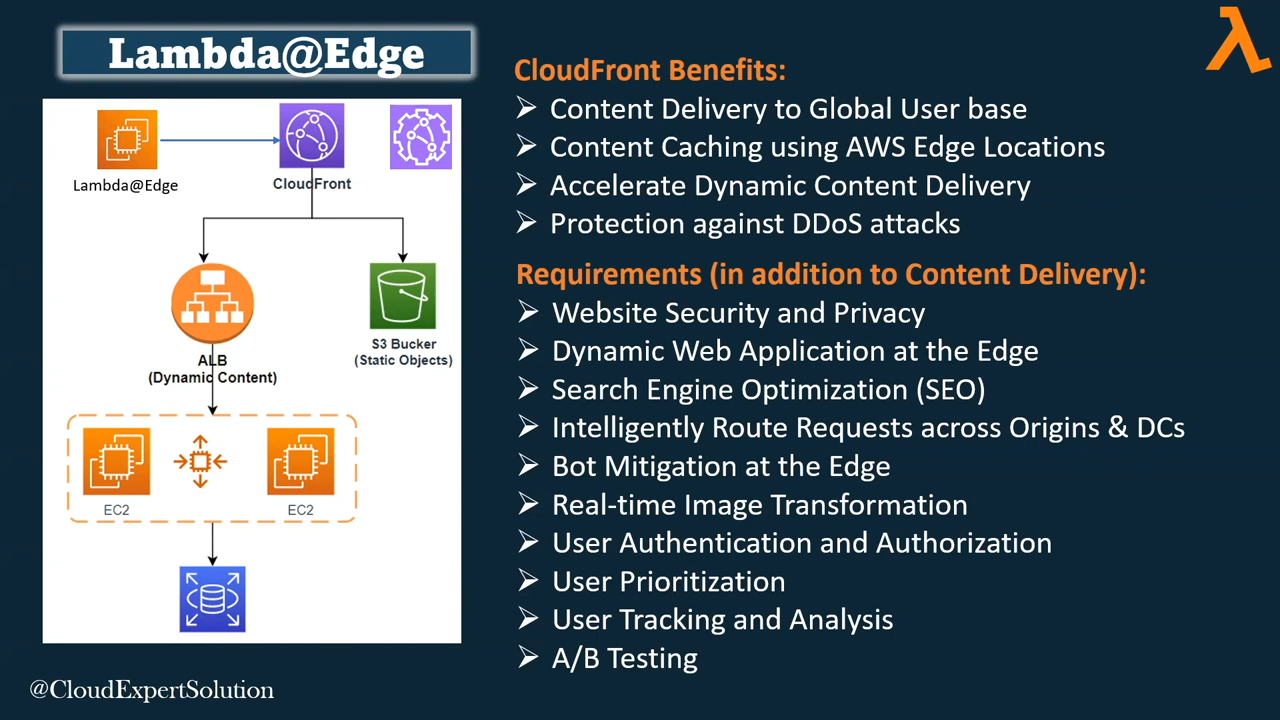 Lambda@Edge
Lambda@Edge
CloudFront
ALB
(Dynamic Content)
S3 Bucker
(Static Objects)
EC2
EC2
CloudFront Benefits:
Content Delivery to Global User base
Content Caching using AWS Edge Locations
Accelerate Dynamic Content Delivery
Protection against DDoS attacks
Requirements (in addition to Content Delivery):
Website Security and Privacy
Dynamic Web Application at the Edge
Search Engine Optimization (SEO)
Intelligently Route Requests across Origins & DCs
Bot Mitigation at the Edge
Real-time Image Transformation
User Authentication and Authorization
User Prioritization
User Tracking and Analysis
A/B Testing
@CloudExpertSolution